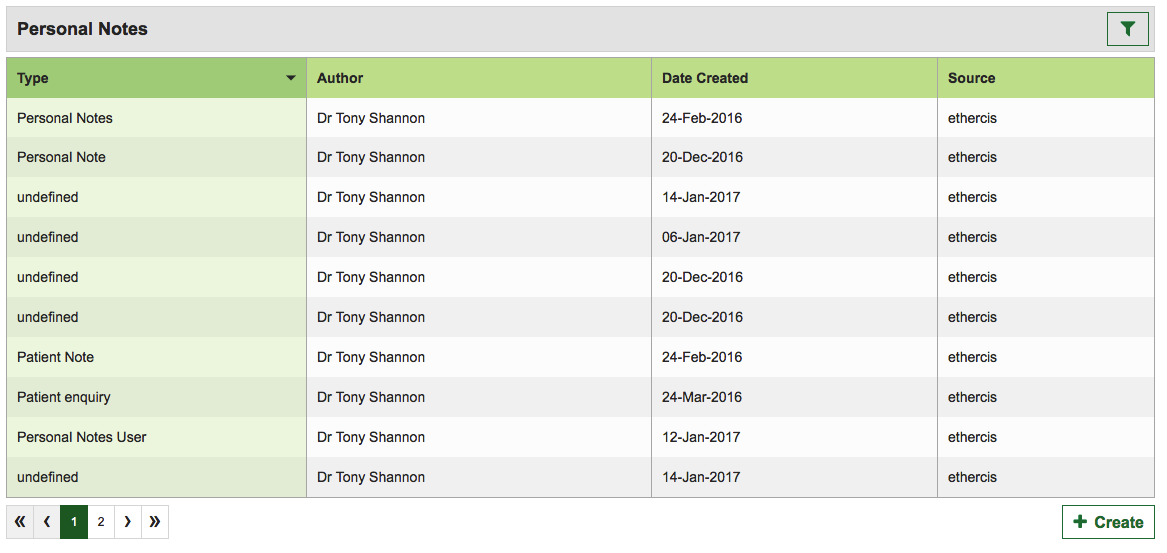 Personal Notes
Type Author Date Created Source
Personal Notes Dr Tony Shannon 24-Feb-2016 ethercis
Personal Note Dr Tony Shannon 20-Dec-2016 ethercis
undefined Dr Tony Shannon 14-Jan-2017 ethercis
undefined Dr Tony Shannon 06-Jan-2017 ethercis
undefined Dr Tony Shannon 20-Dec-2016 ethercis
undefined Dr Tony Shannon 20-Dec-2016 ethercis
Patient Note Dr Tony Shannon 24-Feb-2016 ethercis
Patient enquiry Dr Tony Shannon 24-Mar-2016 ethercis
Personal Notes User Dr Tony Shannon 12-Jan-2017 ethercis
undefined Dr Tony Shannon 14-Jan-2017 ethercis
« ‹ 1 2 › » + Create